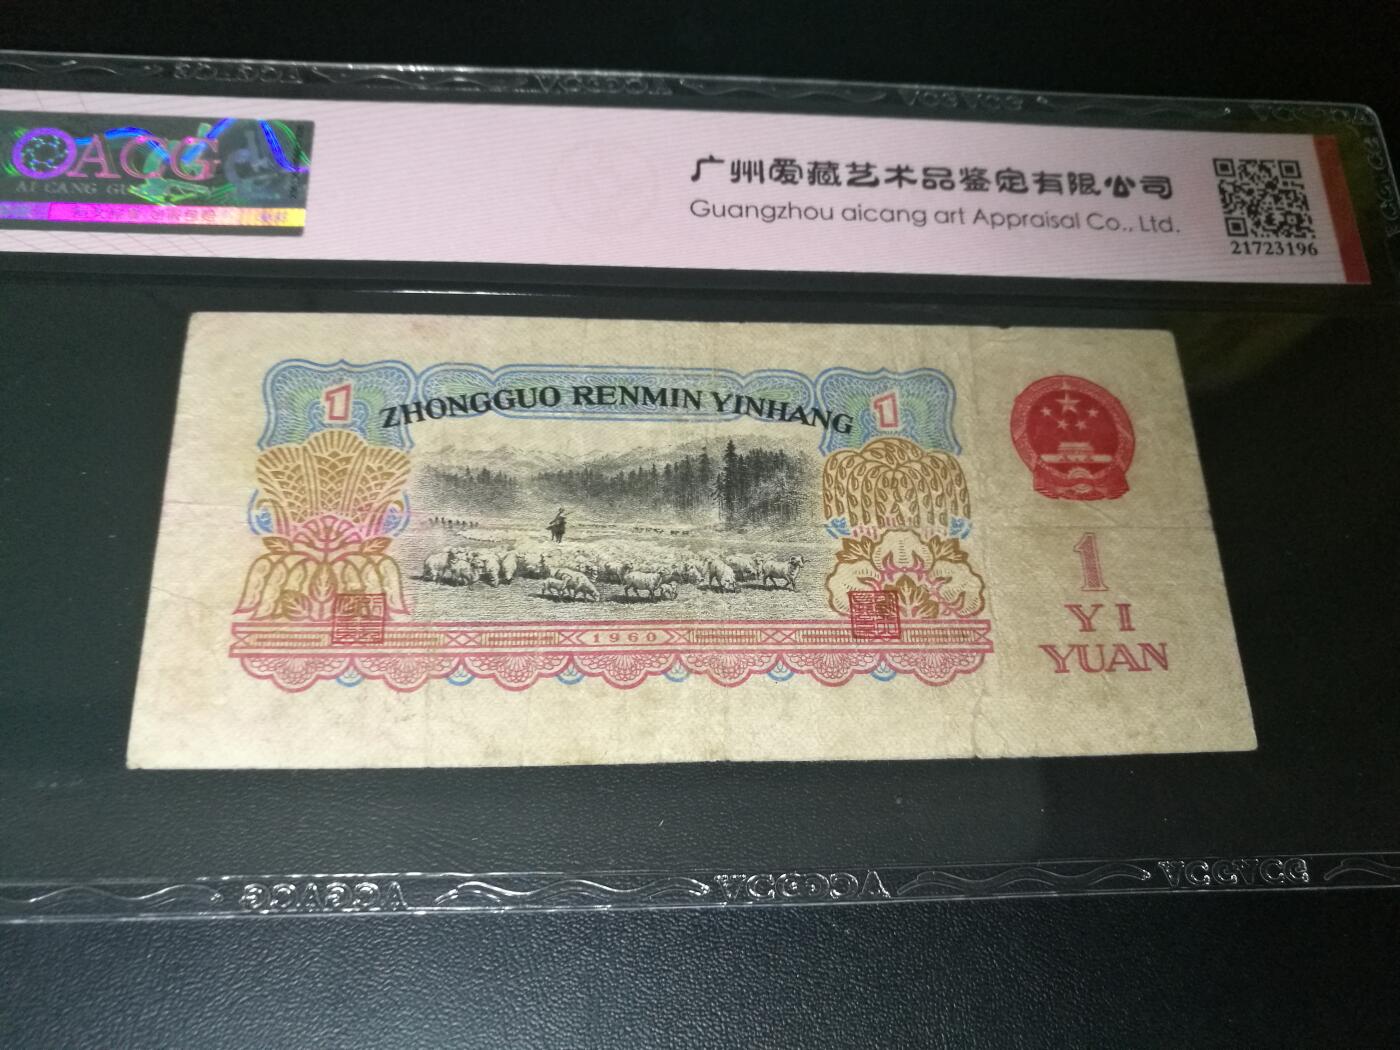 ACG
广州爱藏艺术品鉴定有限公司
Guangzhou aicang art Appraisal Co., Ltd.
21723196
1
ZHONGGUO RENMIN YINHANG
1
1960
1
YI
YUAN